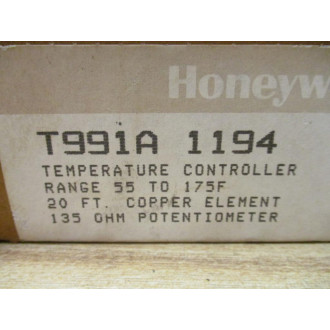 Honeyw
T991A 1194
TEMPERATURE CONTROLLER
RANGE 55 TO 175F
20 FT. COPPER ELEMENT
135 OHM POTENTIOMETER